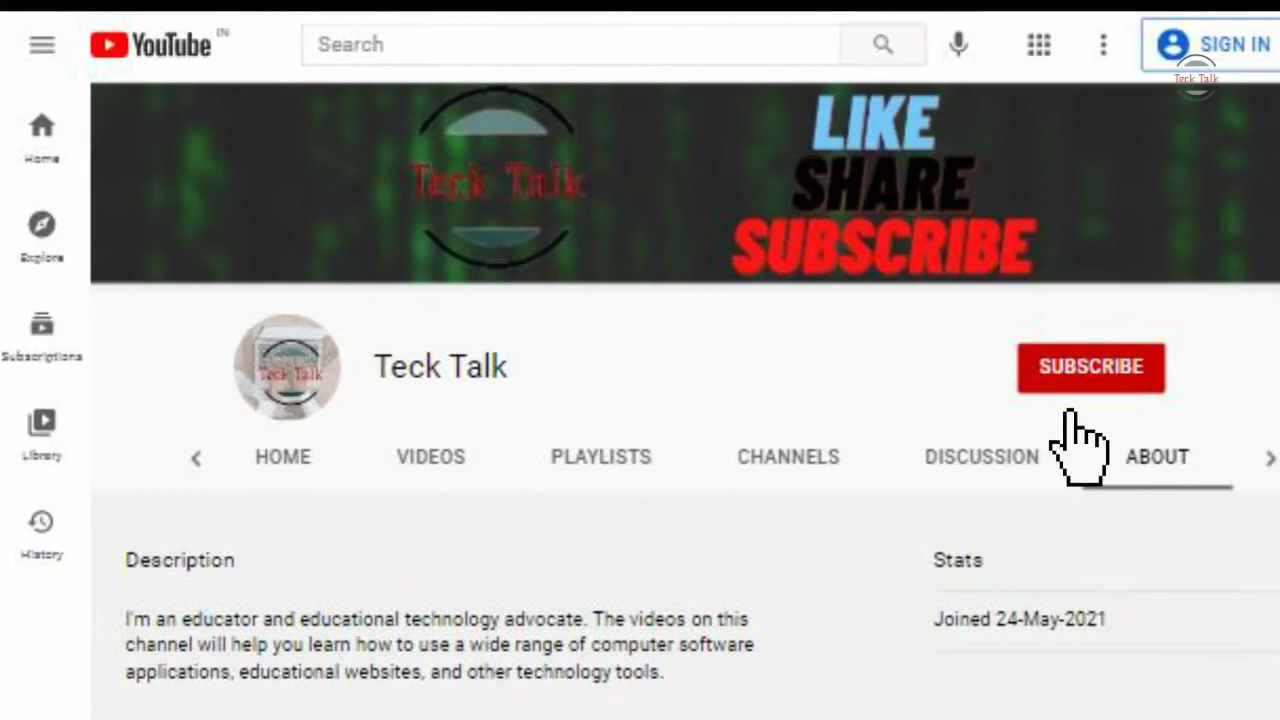 YouTube IN
Search
SIGN IN
Teck Talk
LIKE
SHARE
SUBSCRIBE
Teck Talk
Home
Explore
Subscriptions
Library
History
Teck Talk
Teck Talk
SUBSCRIBE
HOME VIDEOS PLAYLISTS CHANNELS DISCUSSION ABOUT
Description
I'm an educator and educational technology advocate. The videos on this
channel will help you learn how to use a wide range of computer software
applications, educational websites, and other technology tools.
Stats
Joined 24-May-2021